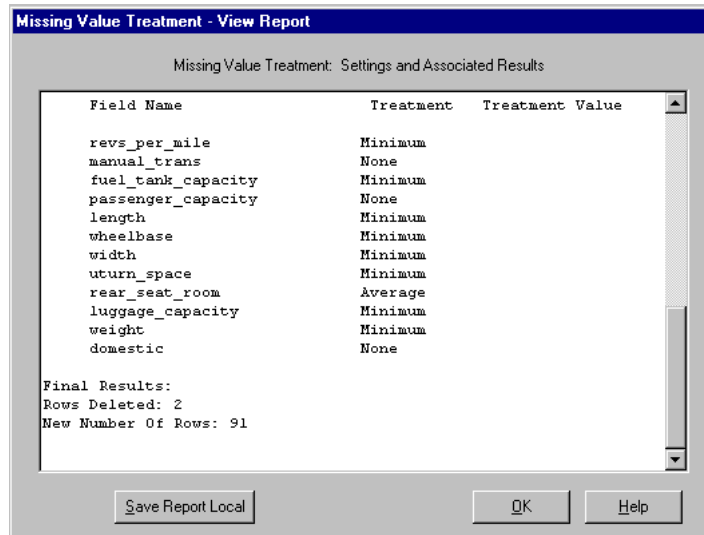 Missing Value Treatment - View Report
Missing Value Treatment: Settings and Associated Results
Field Name Treatment Treatment Value
revs_per_mile Minimum
manual_trans None
fuel_tank_capacity Minimum
passenger_capacity None
length Minimum
wheelbase Minimum
width Minimum
uturn_space Minimum
rear_seat_room Average
luggage_capacity Minimum
weight Minimum
domestic None
Final Results:
Rows Deleted: 2
New Number Of Rows: 91
Save Report Local OK Help